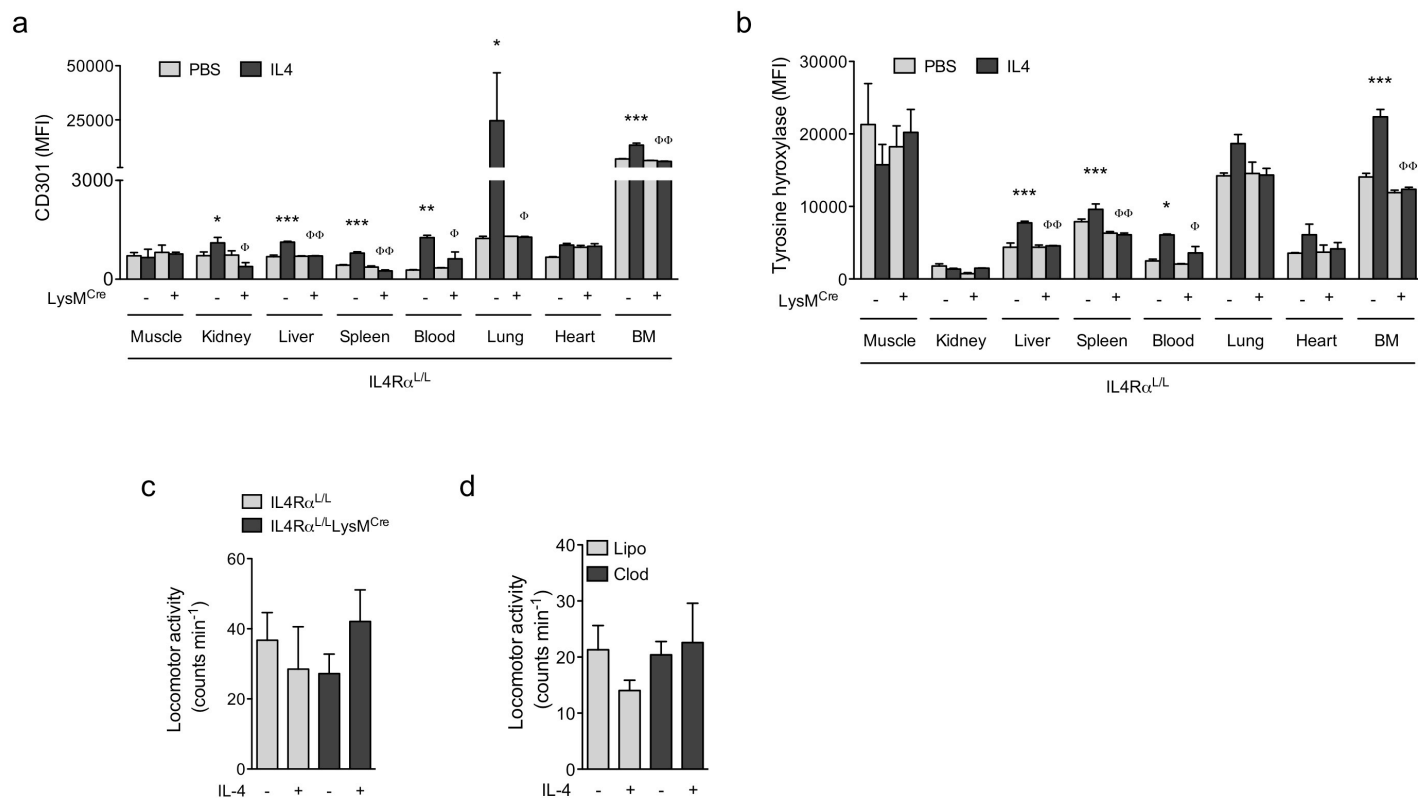 a
PBS IL4
CD301 (MFI)
50000
25000
3000
0
* *** *** ** * ***
Φ ΦΦ ΦΦ Φ Φ ΦΦ
LysMCre - + - + - + - + - + - + - + - +
Muscle Kidney Liver Spleen Blood Lung Heart BM
IL4RαL/L
b
PBS IL4
Tyrosine hyroxylase (MFI)
30000
20000
10000
0
*** *** * ***
ΦΦ ΦΦ Φ ΦΦ
LysMCre - + - + - + - + - + - + - + - +
Muscle Kidney Liver Spleen Blood Lung Heart BM
IL4RαL/L
c
IL4RαL/L
IL4RαL/LLysMCre
Locomotor activity
(counts min-1)
60
40
20
0
IL-4 - + - +
d
Lipo
Clod
Locomotor activity
(counts min-1)
40
30
20
10
0
IL-4 - + - +